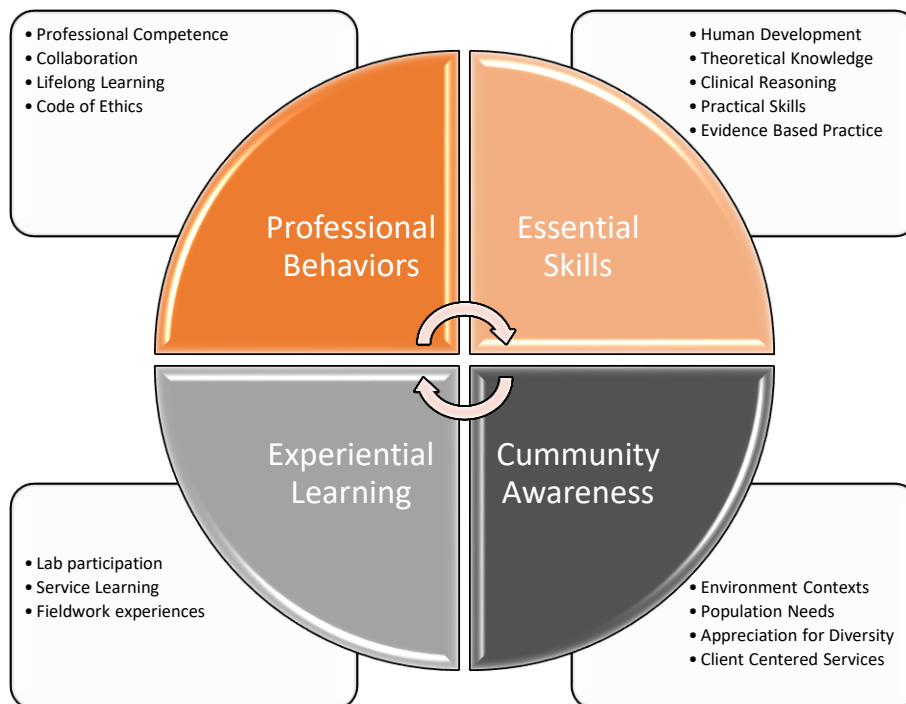 • Professional Competence
• Collaboration
• Lifelong Learning
• Code of Ethics
• Human Development
• Theoretical Knowledge
• Clinical Reasoning
• Practical Skills
• Evidence Based Practice
Professional
Behaviors
Essential
Skills
Experiential
Learning
Cummunity
Awareness
• Lab participation
• Service Learning
• Fieldwork experiences
• Environment Contexts
• Population Needs
• Appreciation for Diversity
• Client Centered Services